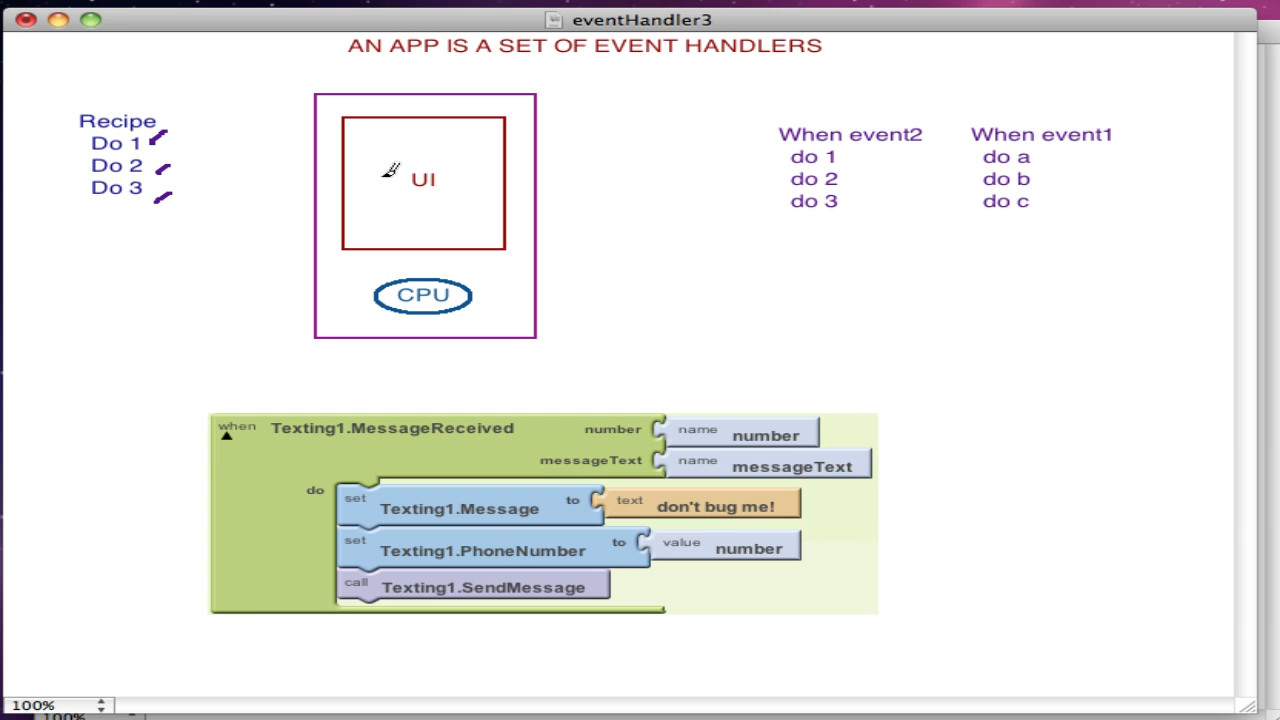 eventHandler3
AN APP IS A SET OF EVENT HANDLERS
Recipe
Do 1
Do 2
Do 3
UI
CPU
When event2
do 1
do 2
do 3
When event1
do a
do b
do c
when Texting1.MessageReceived number name number
messageText name messageText
do set Texting1.Message to text don't bug me!
set Texting1.PhoneNumber to value number
call Texting1.SendMessage
100%
100%